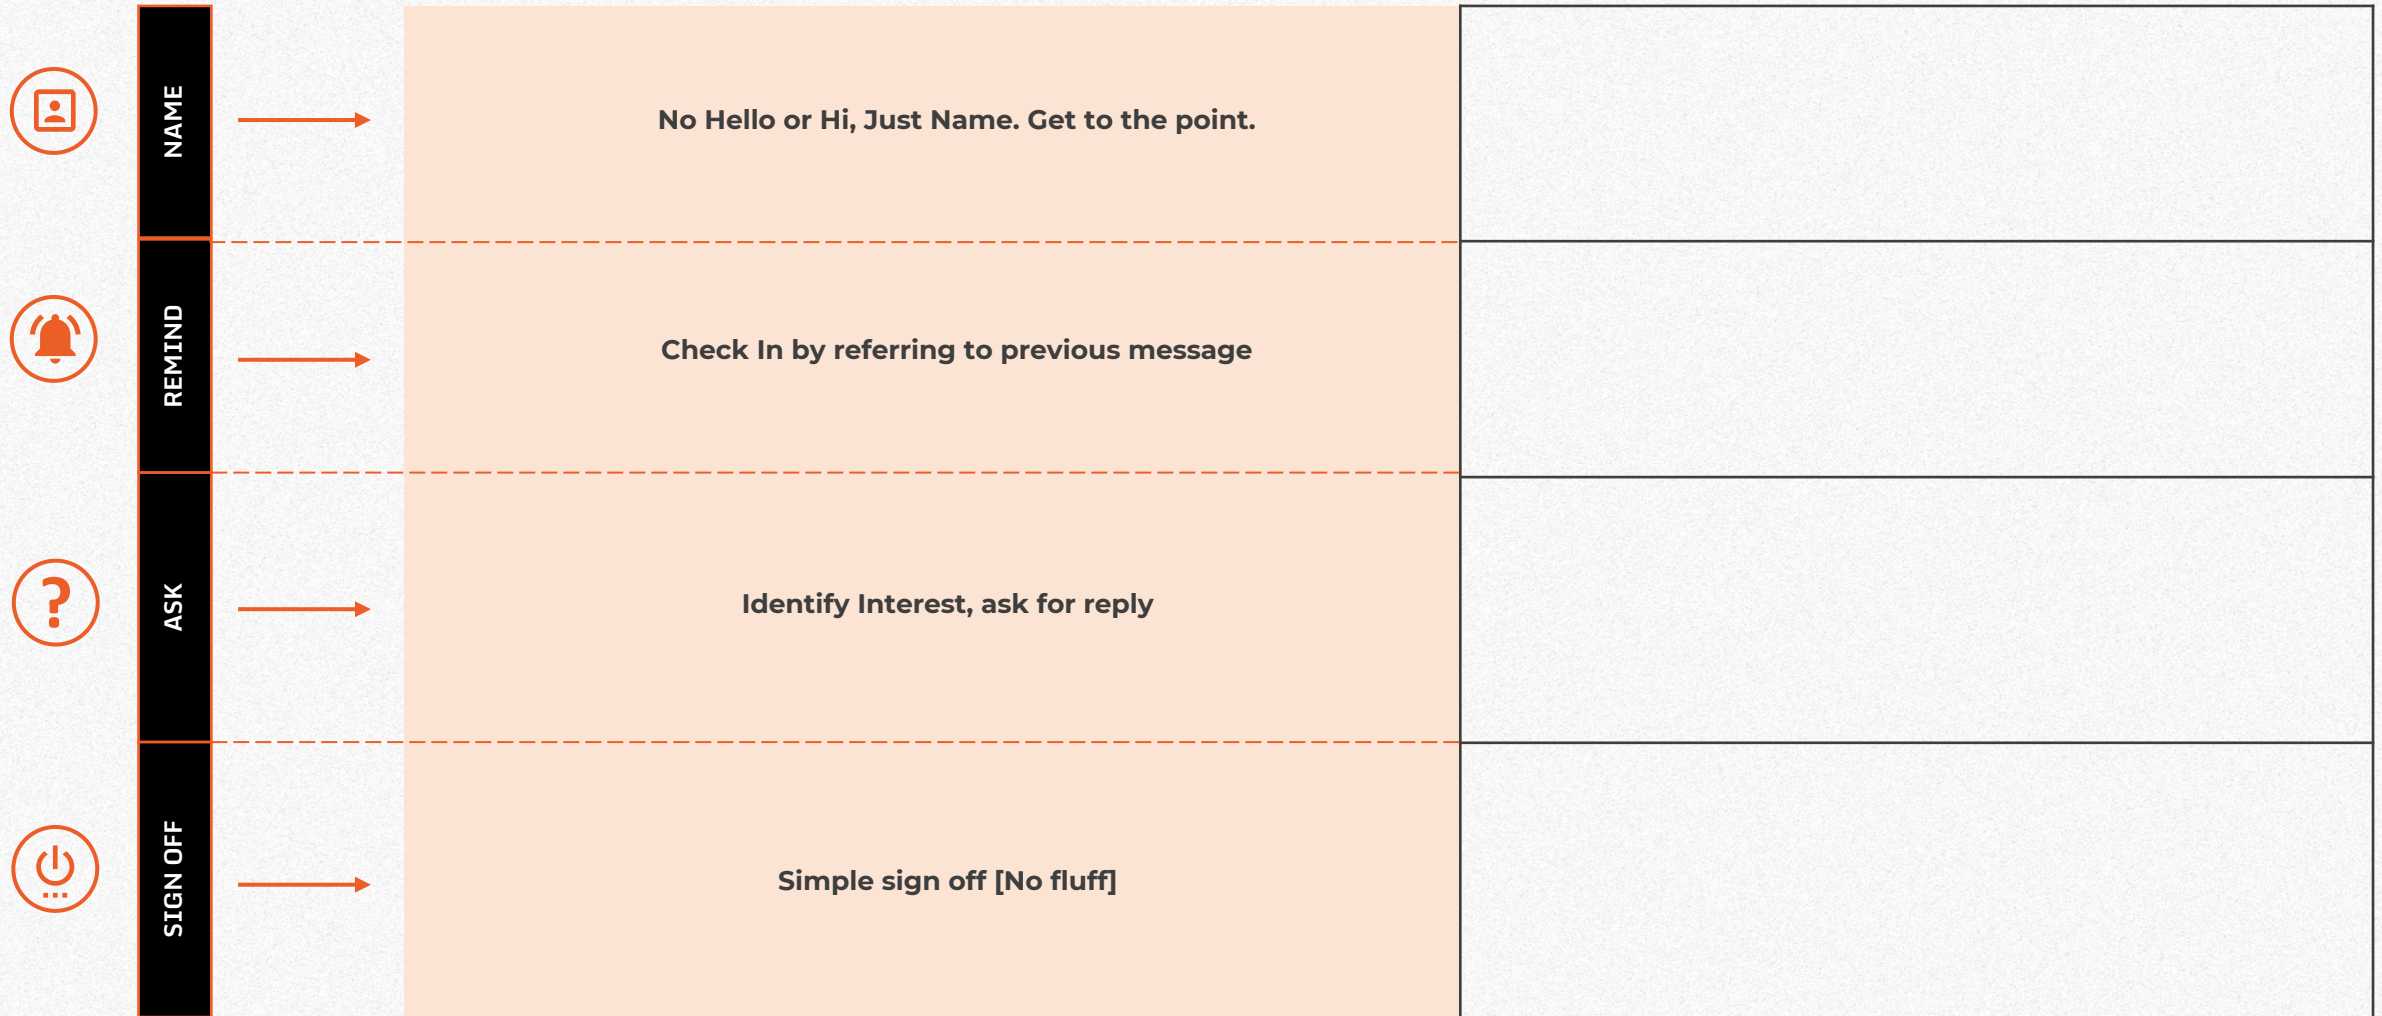 NAME
No Hello or Hi, Just Name. Get to the point.
REMIND
Check In by referring to previous message
ASK
Identify Interest, ask for reply
SIGN OFF
Simple sign off [No fluff]